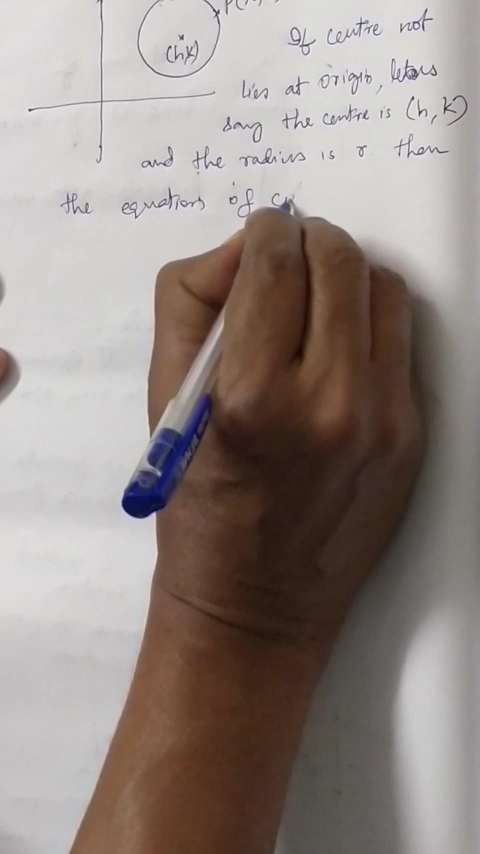 (h,k)
If centre not
lies at origin, lets us
say the centre is (h, k)
and the radius is r. then
the equations of